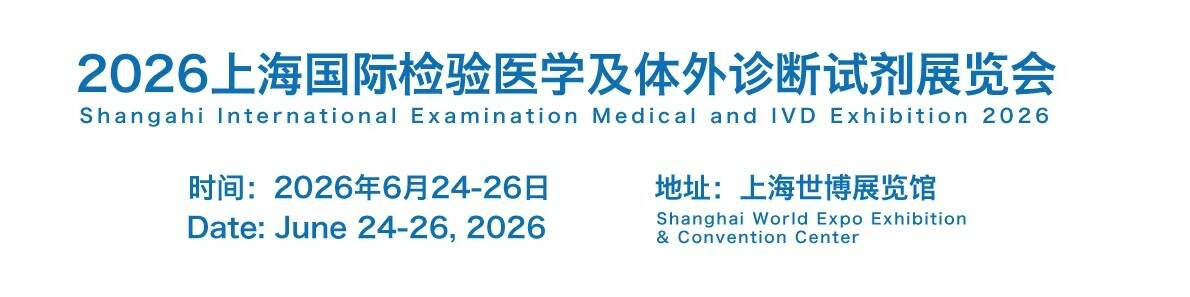 2026上海国际检验医学及体外诊断试剂展览会
Shangahi International Examination Medical and IVD Exhibition 2026
时间：2026年6月24-26日
Date: June 24-26, 2026
地址：上海世博展览馆
Shanghai World Expo Exhibition
& Convention Center